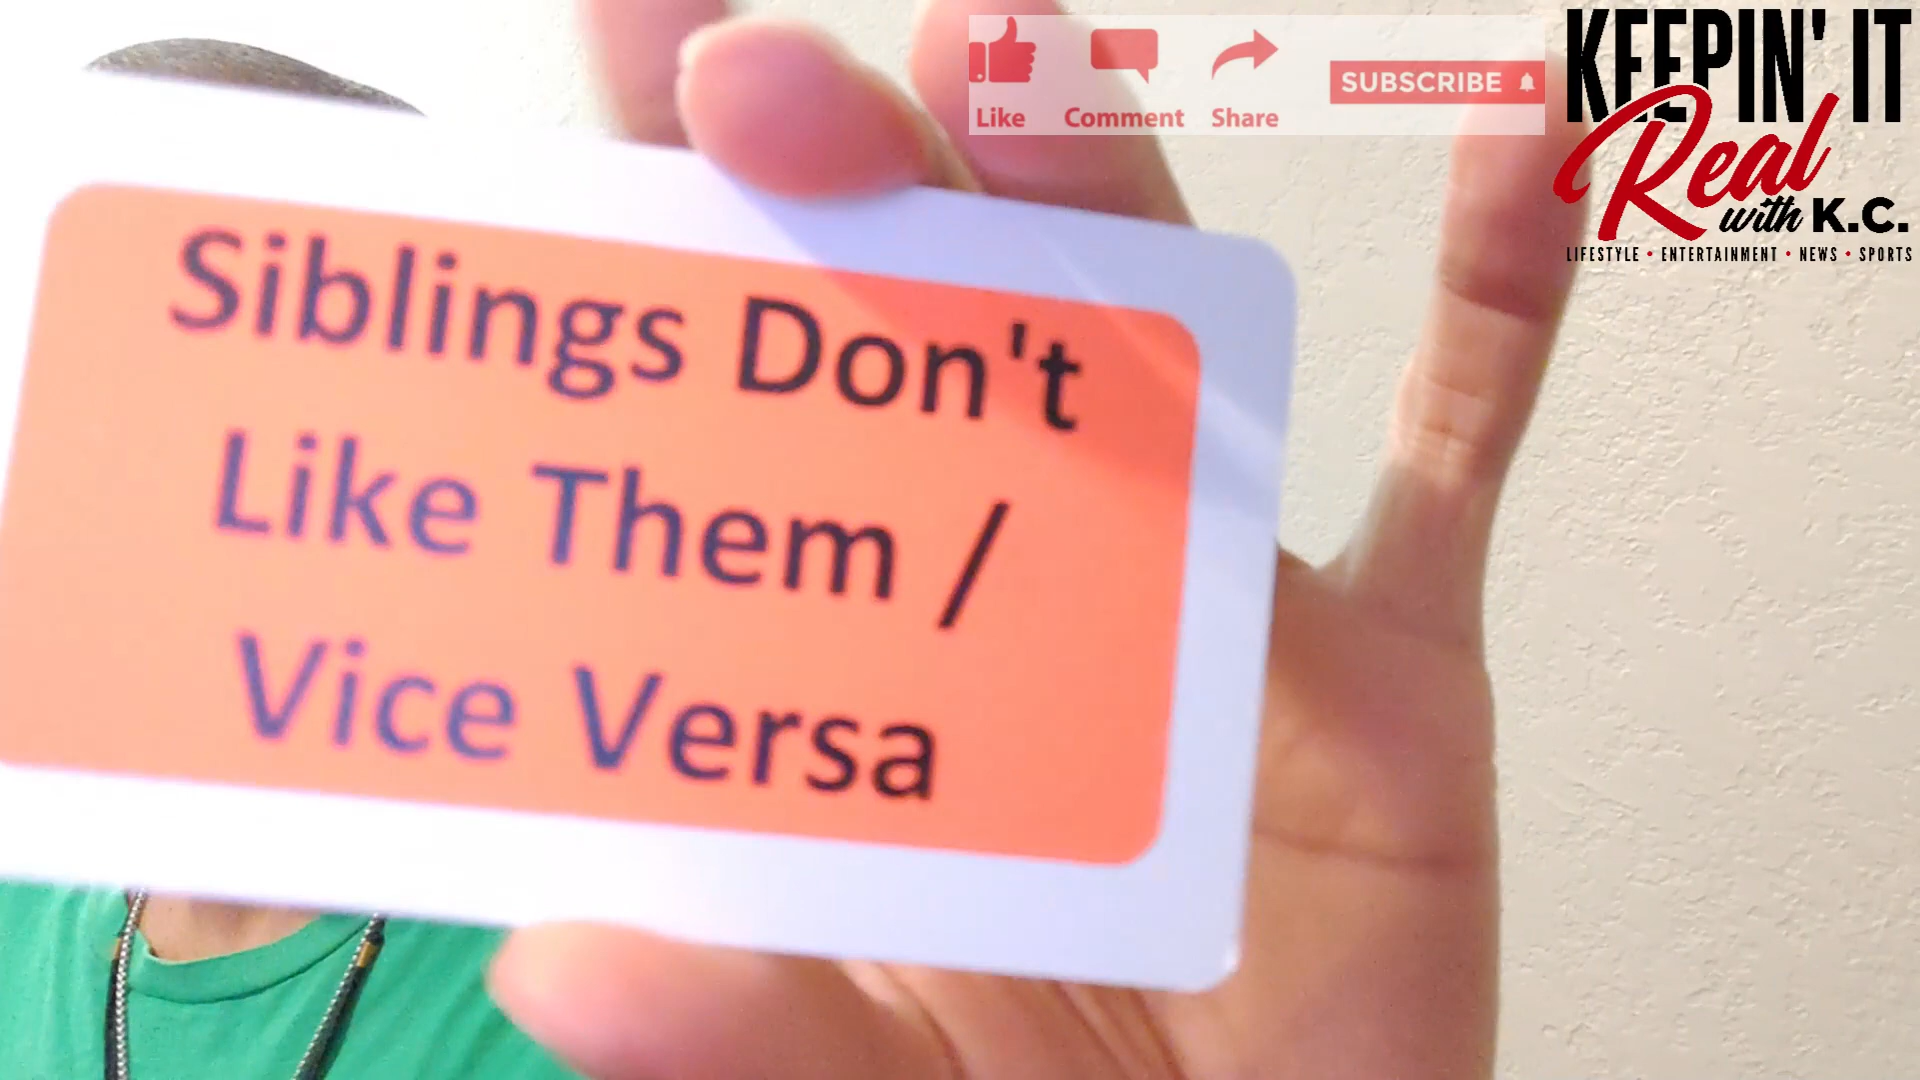 Siblings Don't
Like Them /
Vice Versa
Like Comment Share
SUBSCRIBE
KEEPIN' IT
Real
with K.C.
LIFESTYLE • ENTERTAINMENT • NEWS • SPORTS